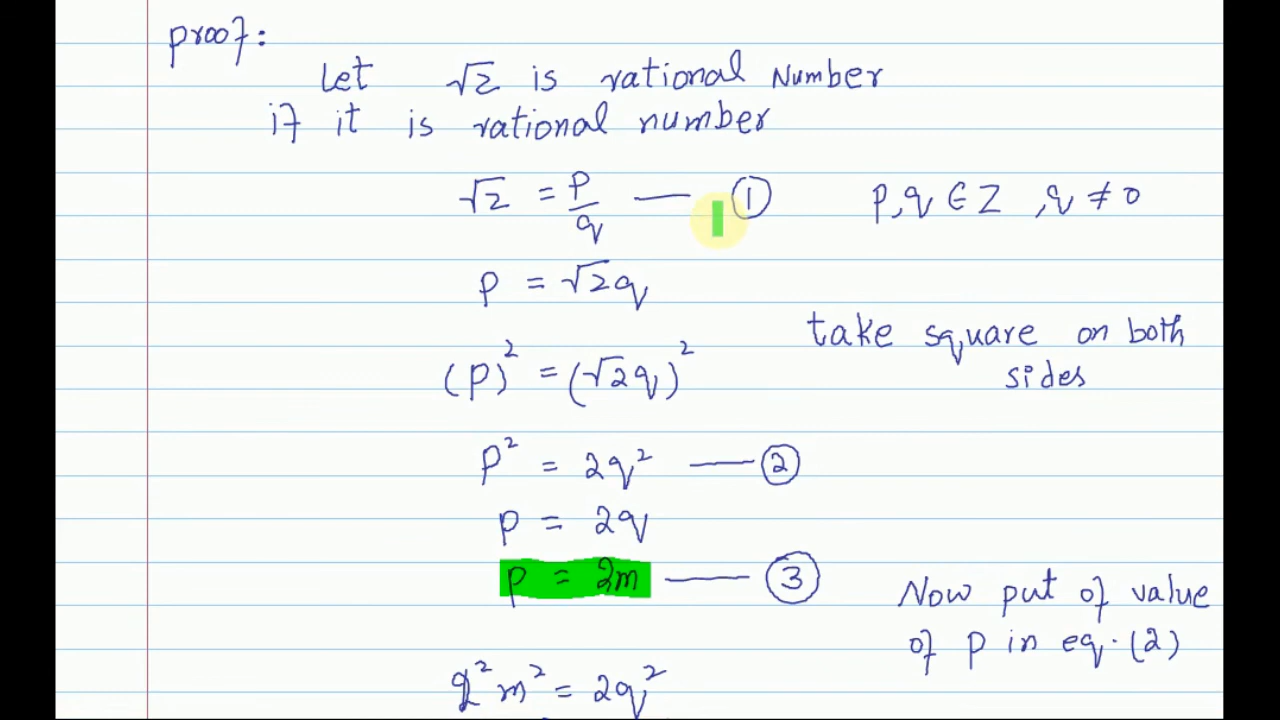 proof:
Let √2 is rational Number
if it is rational number
√2 = p/q —— ① p,q ∈ Z , q ≠ 0
p = √2q
take square on both
sides
(p)² = (√2q)²
p² = 2q² —— ②
p = 2q
p = 2m —— ③
Now put of value
of p in eq.(2)
2²m² = 2q²